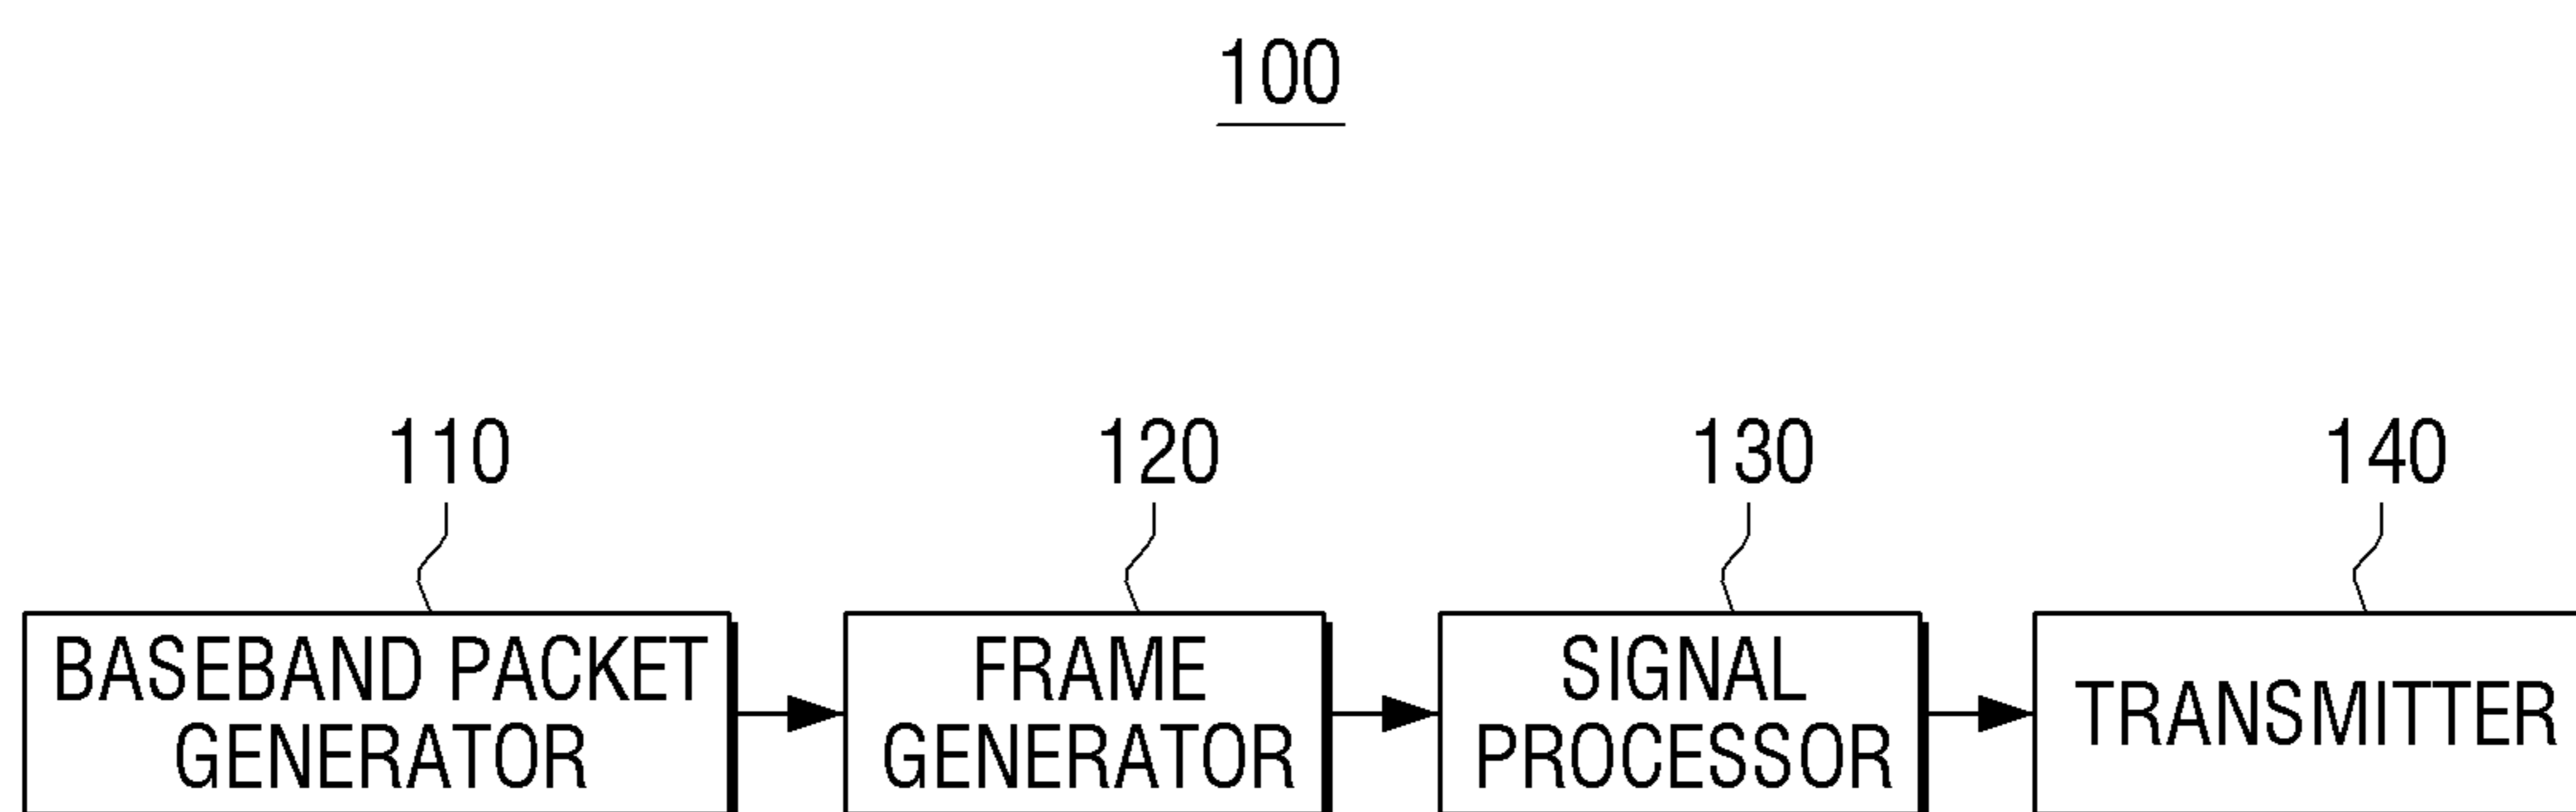 100
110
120
130
140
BASEBAND PACKET
GENERATOR
FRAME
GENERATOR
SIGNAL
PROCESSOR
TRANSMITTER